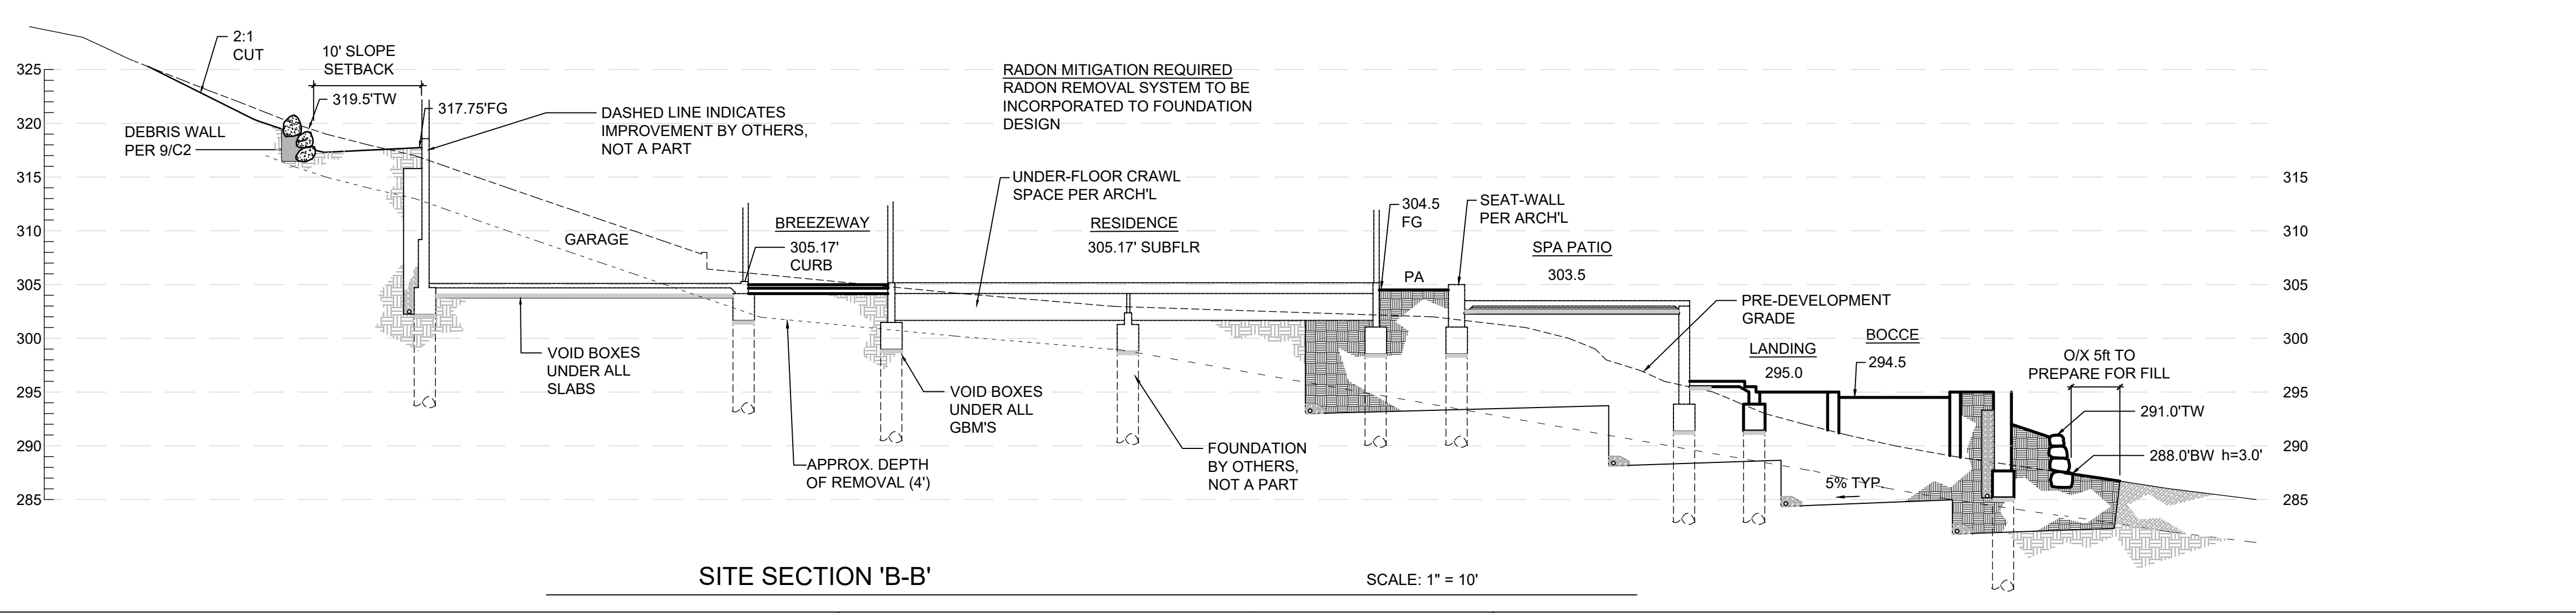 2:1
CUT
10' SLOPE
SETBACK
319.5'TW
317.75'FG
DEBRIS WALL
PER 9/C2
DASHED LINE INDICATES
IMPROVEMENT BY OTHERS,
NOT A PART
RADON MITIGATION REQUIRED
RADON REMOVAL SYSTEM TO BE
INCORPORATED TO FOUNDATION
DESIGN
325
320
315
310
305
300
295
290
285
GARAGE
BREEZEWAY
305.17'
CURB
UNDER-FLOOR CRAWL
SPACE PER ARCH'L
RESIDENCE
305.17' SUBFLR
304.5
FG
PA
SEAT-WALL
PER ARCH'L
SPA PATIO
303.5
PRE-DEVELOPMENT
GRADE
LANDING
295.0
BOCCE
294.5
O/X 5ft TO
PREPARE FOR FILL
291.0'TW
288.0'BW h=3.0'
5% TYP
VOID BOXES
UNDER ALL
SLABS
APPROX. DEPTH
OF REMOVAL (4')
VOID BOXES
UNDER ALL
GBM'S
FOUNDATION
BY OTHERS,
NOT A PART
315
310
305
300
295
290
285
SITE SECTION 'B-B'
SCALE: 1" = 10'